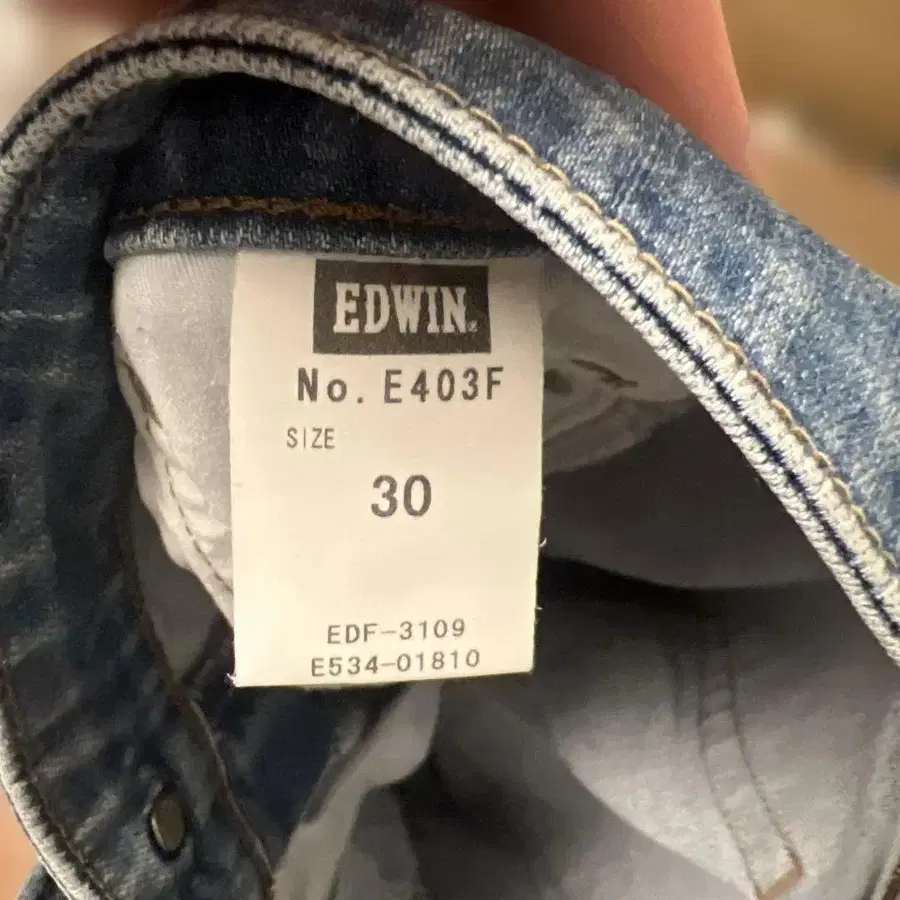 EDWIN.
No. E403F
SIZE
30
EDF-3109
E534-01810